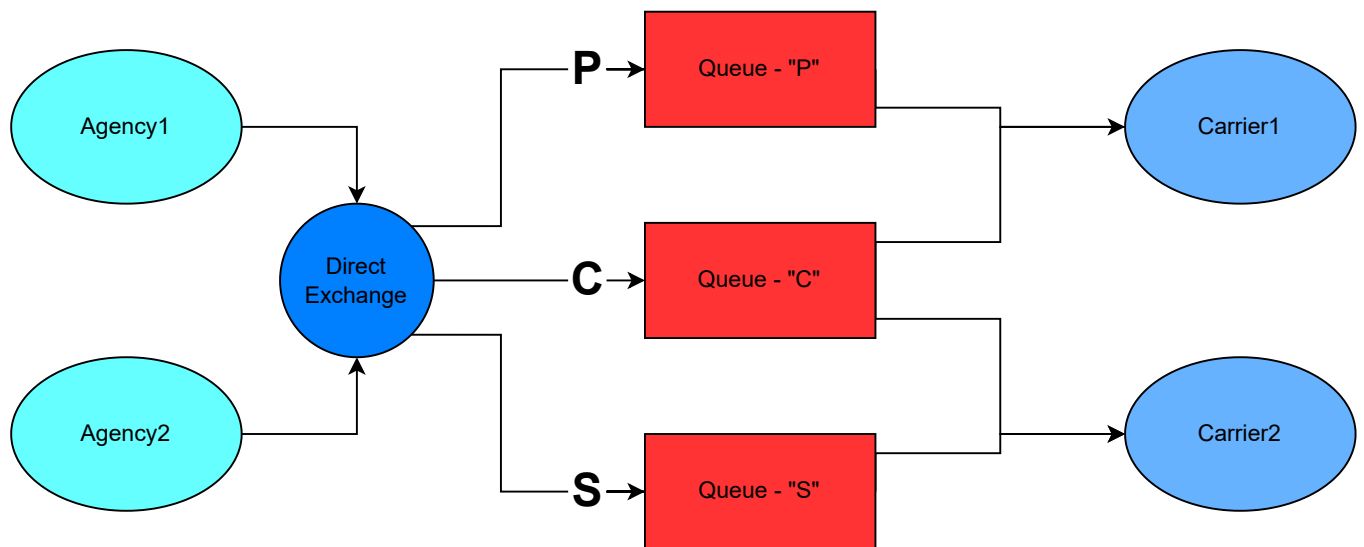 Agency1
Agency2
Direct
Exchange
P
C
S
Queue - "P"
Queue - "C"
Queue - "S"
Carrier1
Carrier2